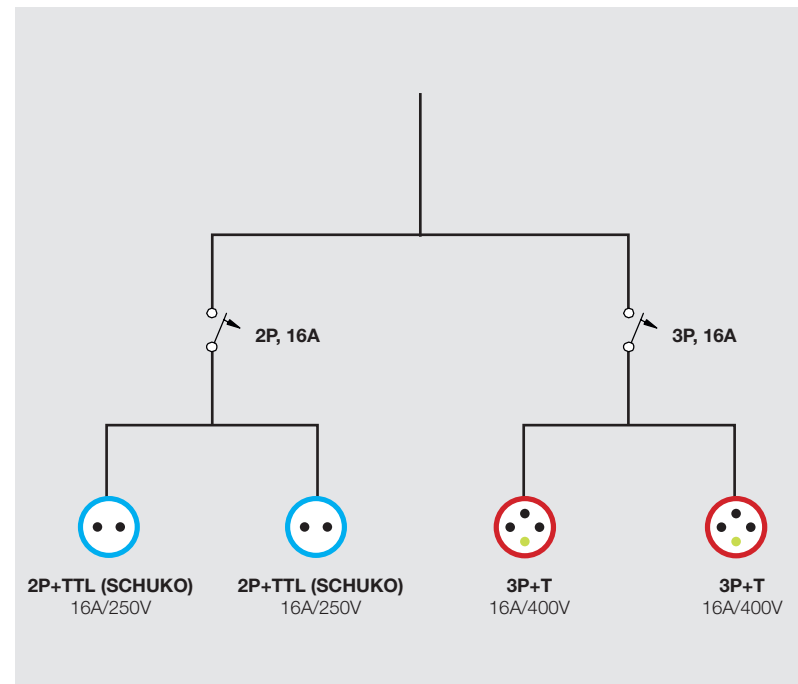 2P, 16A
3P, 16A
2P+TTL (SCHUKO)
16A/250V
2P+TTL (SCHUKO)
16A/250V
3P+T
16A/400V
3P+T
16A/400V